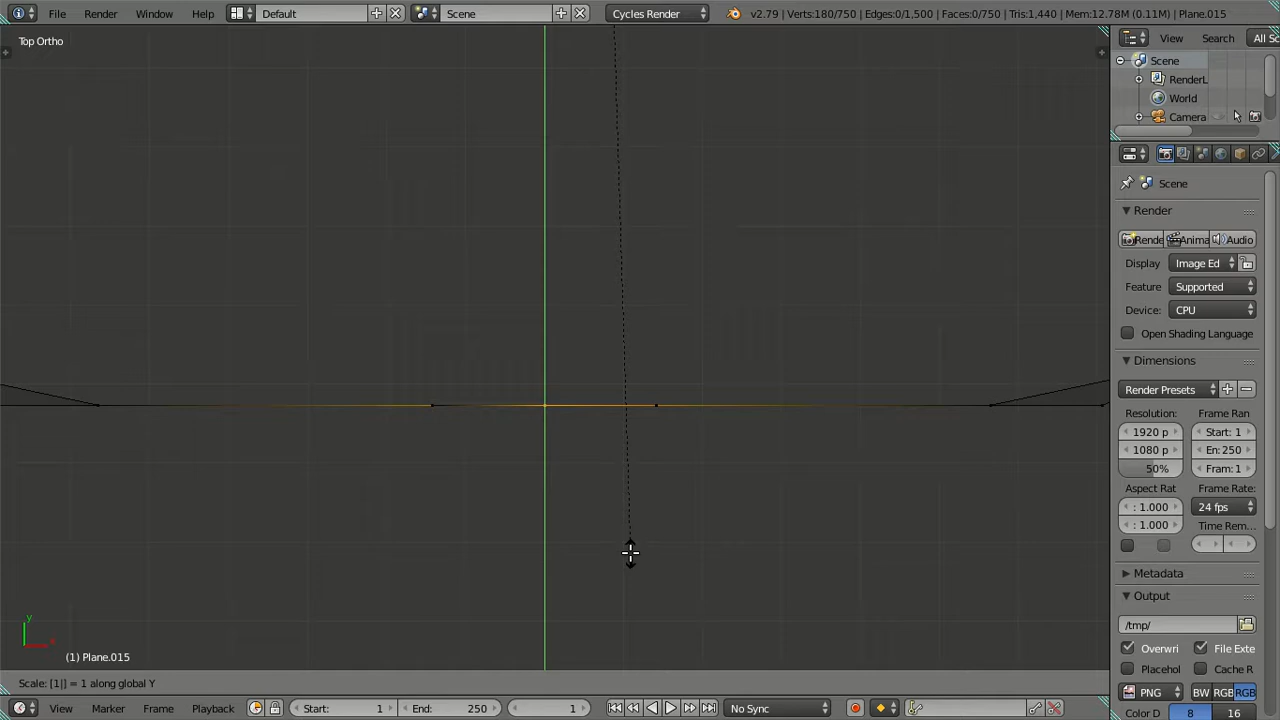 File Render Window Help Default Scene Cycles Render v2.79 | Verts:180/750 | Edges:0/1,500 | Faces:0/750 | Tris:1,440 | Mem:12.78M (0.11M) | Plane.015
Top Ortho
View Search All Sc
Scene
RenderL
World
Camera
Scene
Render
Rende Anima Audio
Display Image Ed
Feature Supported
Device: CPU
Open Shading Language
Dimensions
Render Presets
Resolution: Frame Ran
1920 p Start: 1
1080 p En: 250
50% Fram: 1
Aspect Rat Frame Rate:
: 1.000 24 fps
: 1.000 Time Rem...
Metadata
Output
/tmp/
Overwri File Exte
Placehol Cache R
PNG BW RGB RGB
Color D 8 16
y
(1) Plane.015
Scale: [1|] = 1 along global Y
View Marker Frame Playback Start: 1 End: 250 1 No Sync